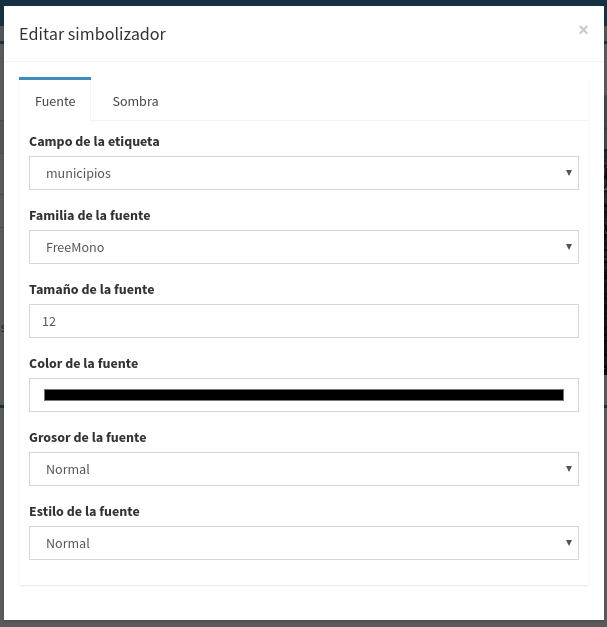 Editar simbolizador
×
Fuente
Sombra
Campo de la etiqueta
municipios
Familia de la fuente
FreeMono
Tamaño de la fuente
12
Color de la fuente
Grosor de la fuente
Normal
Estilo de la fuente
Normal